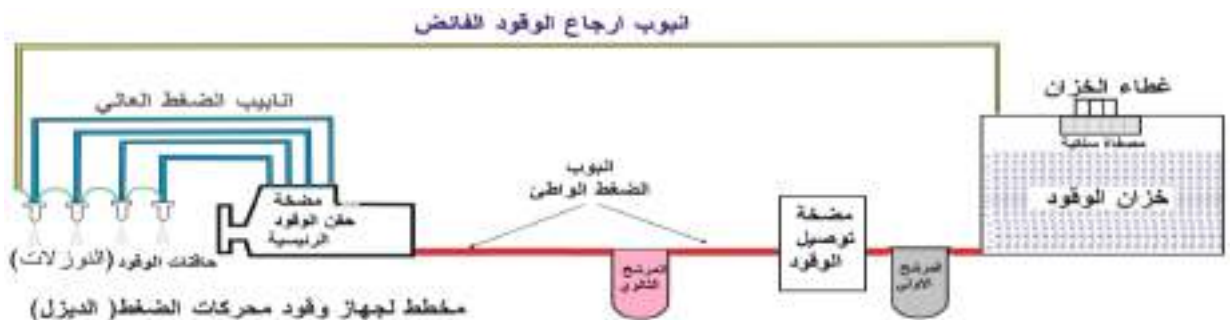 انبوب ارجاع الوقود الفائض
غطاء الخزان
انابيب الضغط العالي
مصفاة سلكية
انبوب
الضغط الواطئ
خزان الوقود
مضخة
حقن الوقود
الرئيسية
مضخة
توصيل
الوقود
حاقنات الوقود (النوزلات)
المرشح
الثانوي
المرشح
الاولي
مخطط لجهاز وقود محركات الضغط( الديزل)